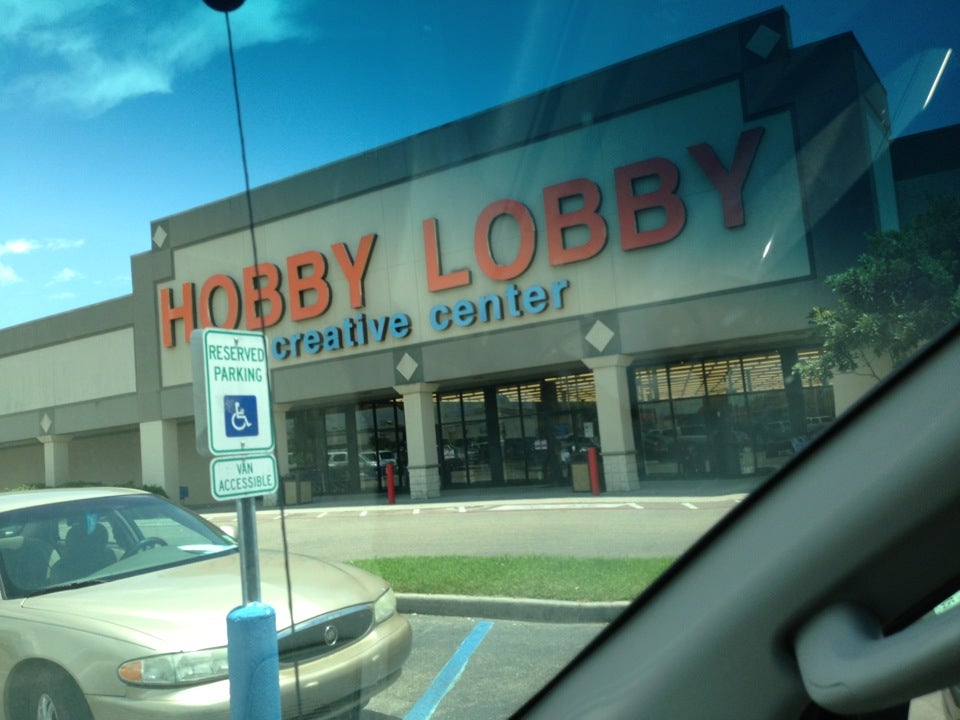 HOBBY LOBBY
creative center
RESERVED
PARKING
VAN
ACCESSIBLE